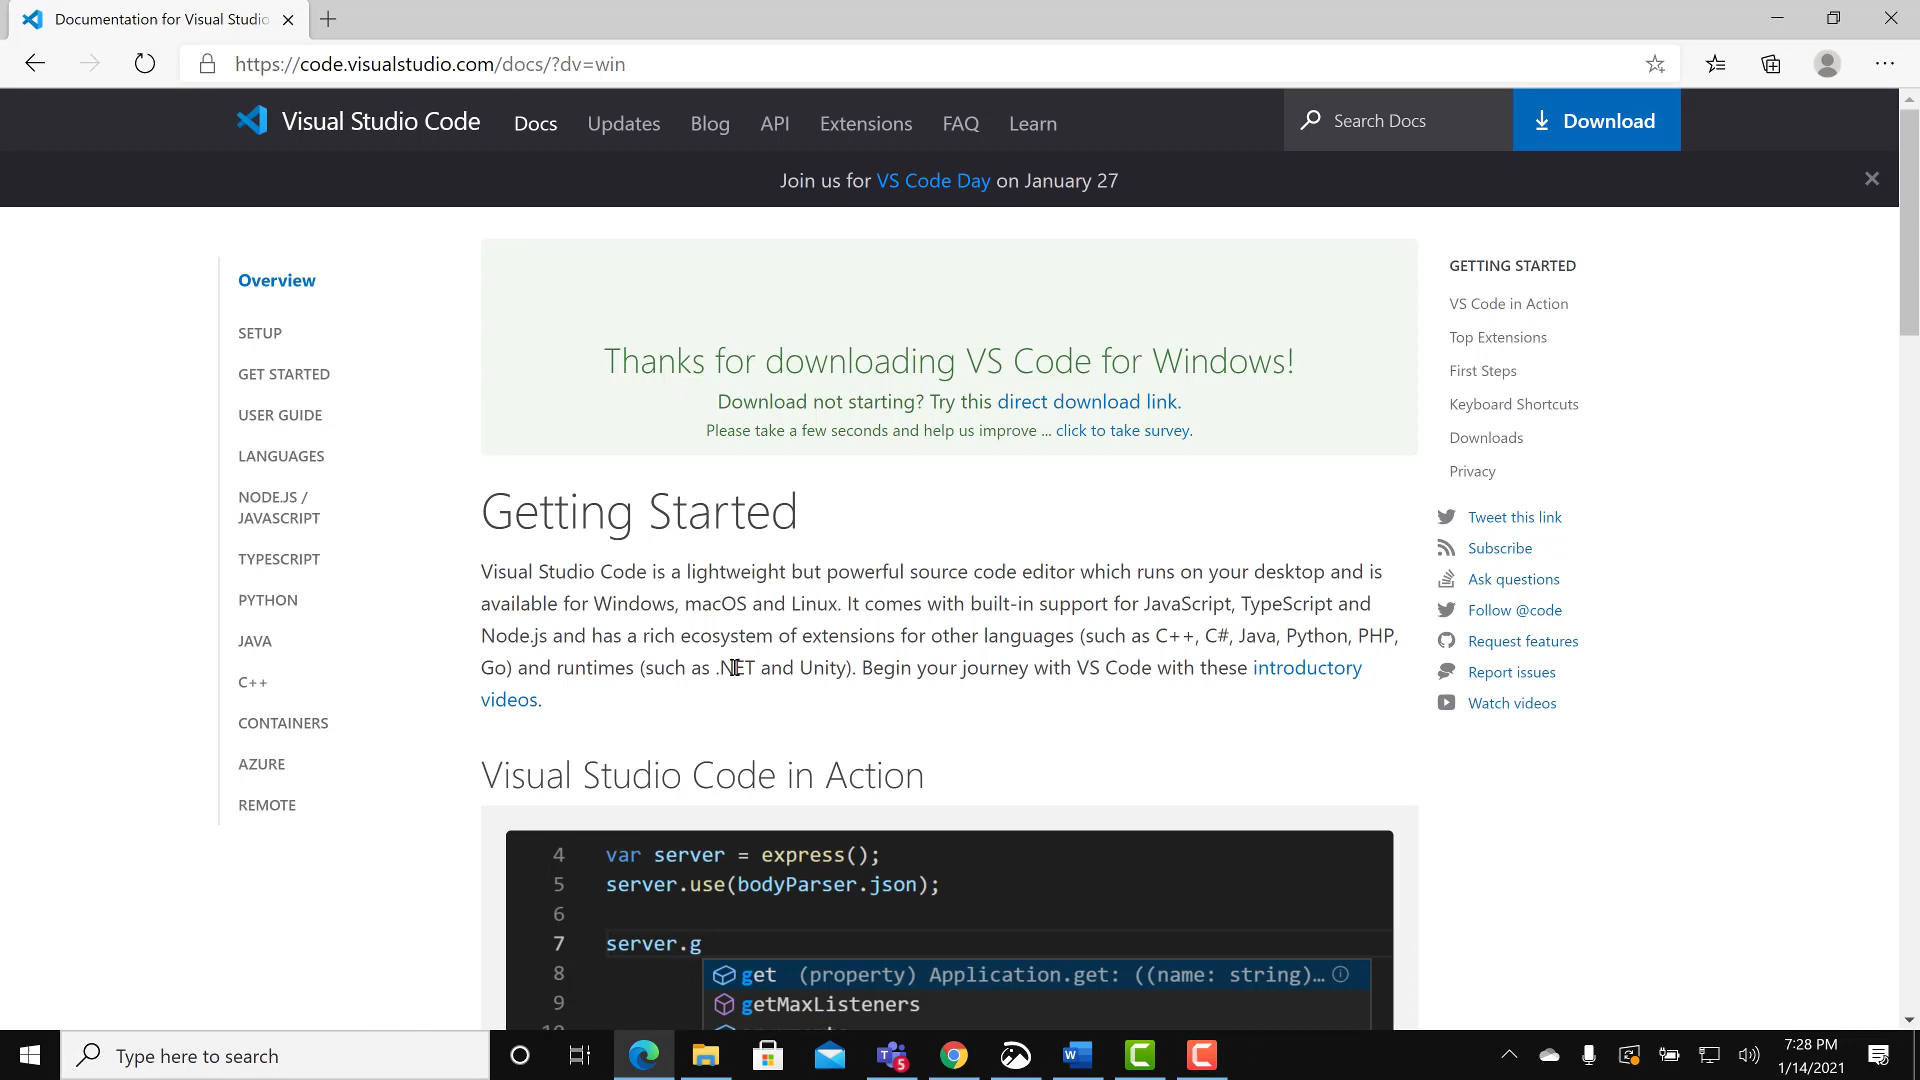 Documentation for Visual Studio
https://code.visualstudio.com/docs/?dv=win
Visual Studio Code
Docs
Updates
Blog
API
Extensions
FAQ
Learn
Search Docs
Download
Join us for VS Code Day on January 27
Overview
SETUP
GET STARTED
USER GUIDE
LANGUAGES
NODE.JS /
JAVASCRIPT
TYPESCRIPT
PYTHON
JAVA
C++
CONTAINERS
AZURE
REMOTE
Thanks for downloading VS Code for Windows!
Download not starting? Try this direct download link.
Please take a few seconds and help us improve ... click to take survey.
Getting Started
Visual Studio Code is a lightweight but powerful source code editor which runs on your desktop and is
available for Windows, macOS and Linux. It comes with built-in support for JavaScript, TypeScript and
Node.js and has a rich ecosystem of extensions for other languages (such as C++, C#, Java, Python, PHP,
Go) and runtimes (such as .NET and Unity). Begin your journey with VS Code with these introductory
videos.
Visual Studio Code in Action
4 var server = express();
5 server.use(bodyParser.json);
6
7 server.g
8 get (property) Application.get: ((name: string)...
9 getMaxListeners
GETTING STARTED
VS Code in Action
Top Extensions
First Steps
Keyboard Shortcuts
Downloads
Privacy
Tweet this link
Subscribe
Ask questions
Follow @code
Request features
Report issues
Watch videos
Type here to search
5
7:28 PM
1/14/2021